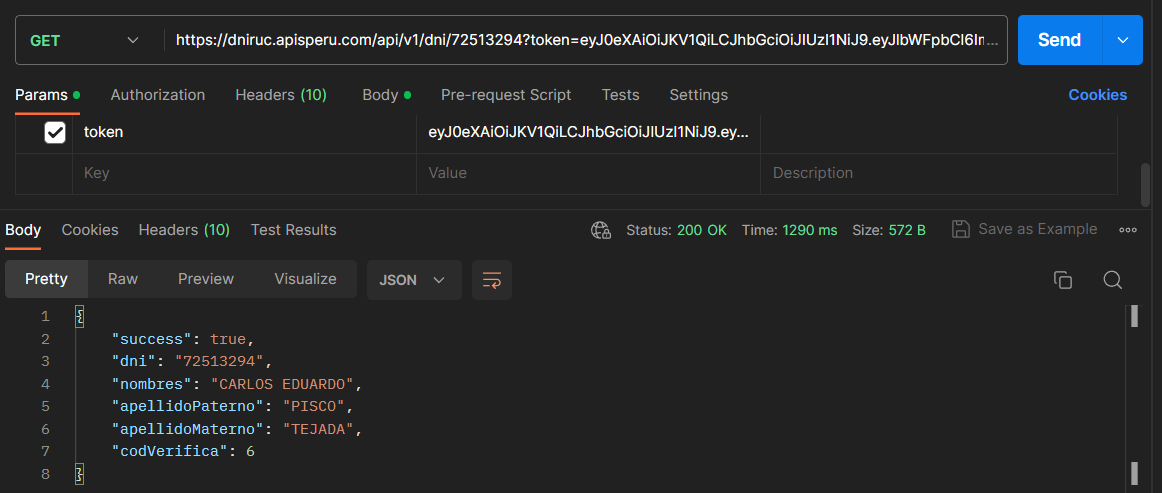 GET https://dniruc.apisperu.com/api/v1/dni/72513294?token=eyJ0eXAiOiJKV1QiLCJhbGciOiJIUzI1NiJ9.eyJlbWFpbCI6Im... Send
Params Authorization Headers (10) Body Pre-request Script Tests Settings Cookies
token eyJ0eXAiOiJKV1QiLCJhbGciOiJIUzI1NiJ9.ey...
Key Value Description
Body Cookies Headers (10) Test Results Status: 200 OK Time: 1290 ms Size: 572 B Save as Example
Pretty Raw Preview Visualize JSON
1 {
2 "success": true,
3 "dni": "72513294",
4 "nombres": "CARLOS EDUARDO",
5 "apellidoPaterno": "PISCO",
6 "apellidoMaterno": "TEJADA",
7 "codVerifica": 6
8 }